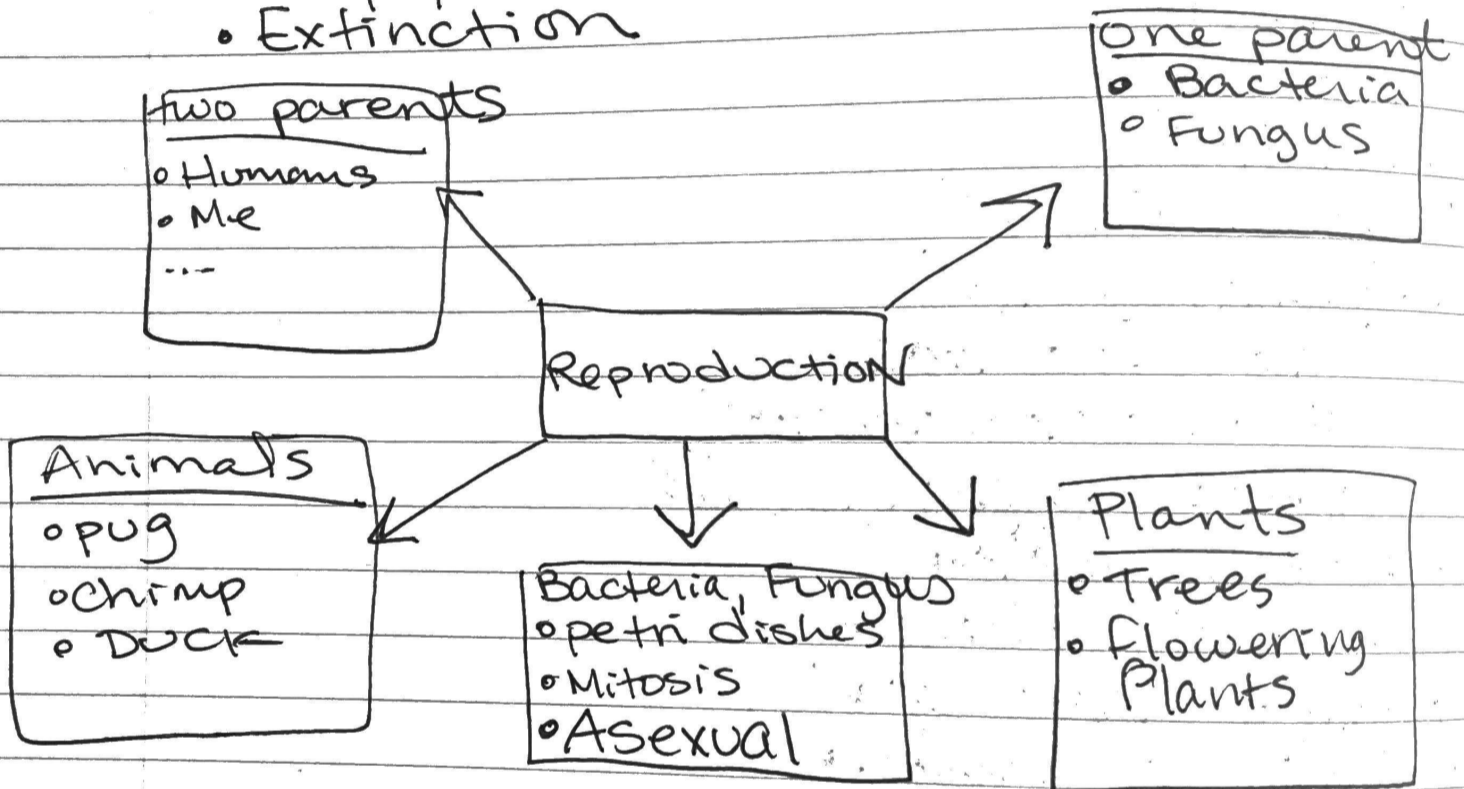 • Extinction
two parents
• Humans
• Me
...
one parent
• Bacteria
• Fungus
Reproduction
Animals
• pug
• chimp
• Duck
Bacteria, Fungus
• petri dishes
• Mitosis
• Asexual
Plants
• Trees
• flowering
Plants